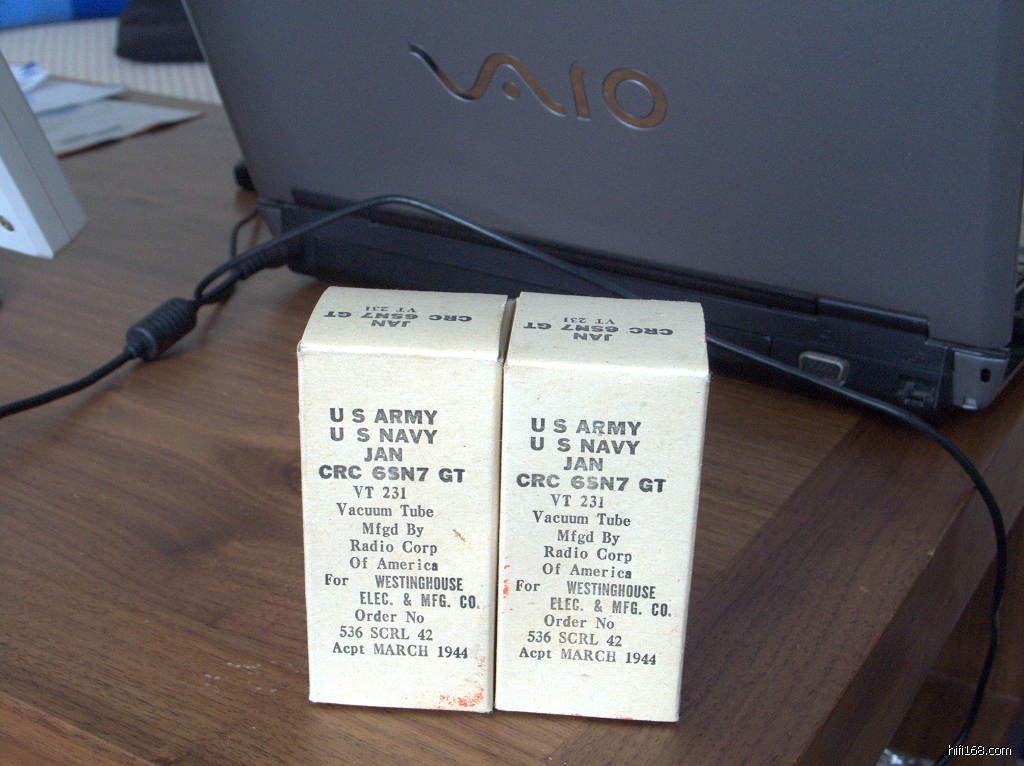 VAIO
CRC 6SN7 GT
VT 231
JAN
CRC 6SN7 GT
VT 231
JAN
U S ARMY
U S NAVY
JAN
CRC 6SN7 GT
VT 231
Vacuum Tube
Mfgd By
Radio Corp
Of America
For WESTINGHOUSE
ELEC. & MFG. CO.
Order No
536 SCRL 42
Acpt MARCH 1944
U S ARMY
U S NAVY
JAN
CRC 6SN7 GT
VT 231
Vacuum Tube
Mfgd By
Radio Corp
Of America
For WESTINGHOUSE
ELEC. & MFG. CO.
Order No
536 SCRL 42
Acpt MARCH 1944
hifi168.com